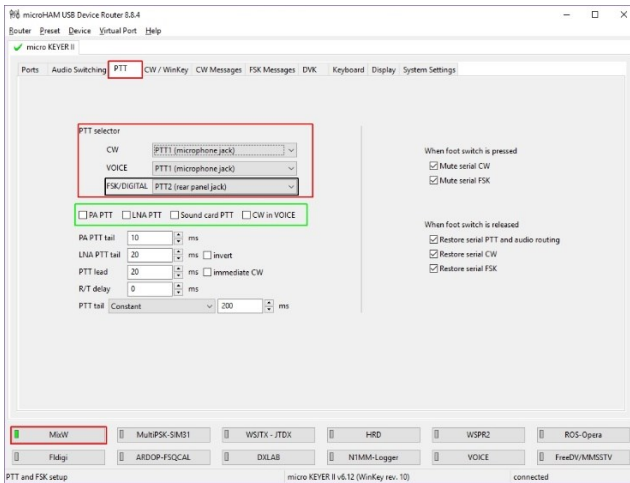 microHAM USB Device Router 8.8.4
Router Preset Device Virtual Port Help
micro KEYER II
Ports Audio Switching PTT CW / WinKey CW Messages FSK Messages DVK Keyboard Display System Settings
PTT selector
CW PTT1 (microphone jack)
VOICE PTT1 (microphone jack)
FSK/DIGITAL PTT2 (rear panel jack)
PA PTT LNA PTT Sound card PTT CW in VOICE
PA PTT tail 10 ms
LNA PTT tail 20 ms invert
PTT lead 20 ms immediate CW
R/T delay 0 ms
PTT tail Constant 200 ms
When foot switch is pressed
Mute serial CW
Mute serial FSK
When foot switch is released
Restore serial PTT and audio routing
Restore serial CW
Restore serial FSK
MixW MultiPSK-SIM31 WSJTX - JTDX HRD WSPR2 ROS-Opera
Fldigi ARDOP-FSQCAL DXLAB N1MM-Logger VOICE FreeDV/MMSSTV
PTT and FSK setup micro KEYER II v6.12 (WinKey rev. 10) connected